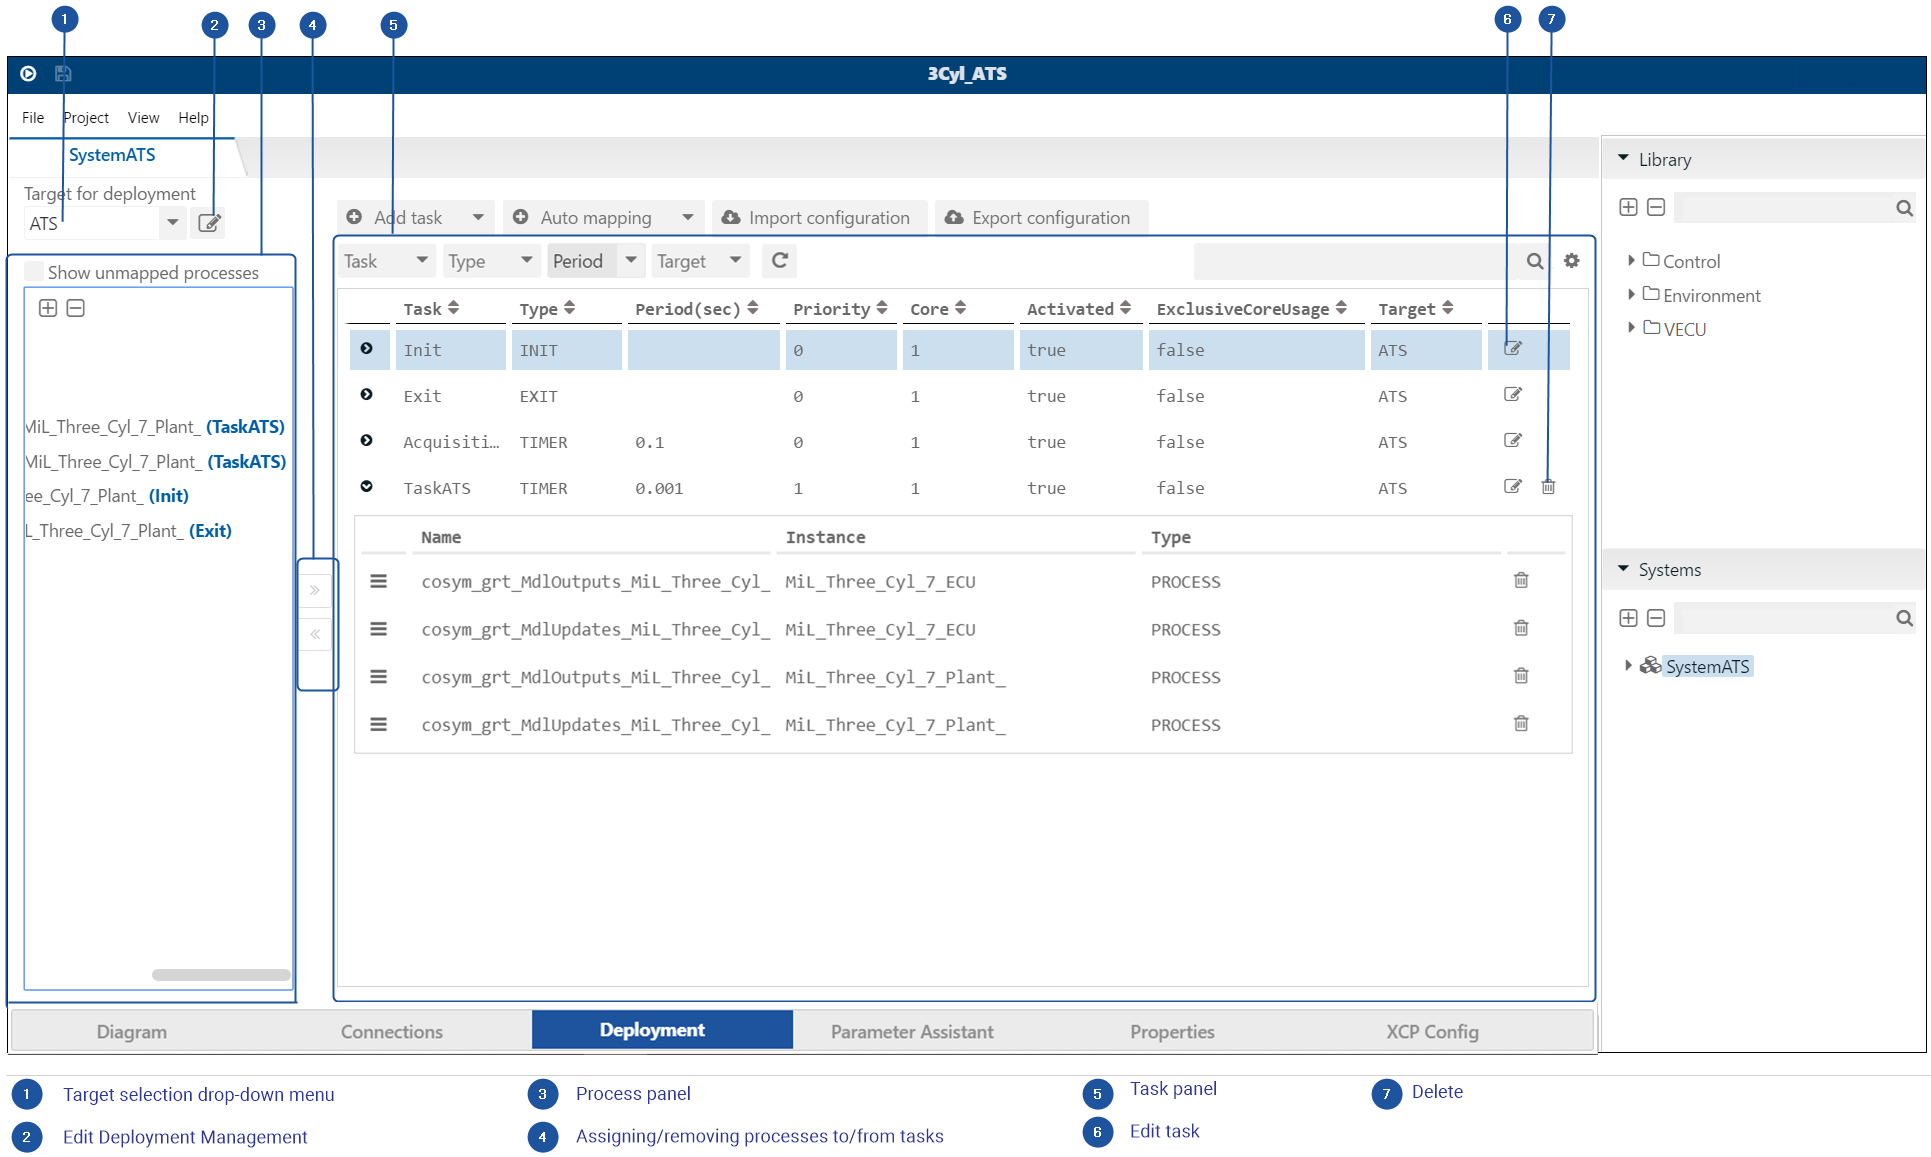 1 2 3 4 5 6 7
3Cyl_ATS
File Project View Help
SystemATS
Target for deployment
ATS
Add task Auto mapping Import configuration Export configuration
Show unmapped processes
MiL_Three_Cyl_7_Plant_ (TaskATS)
MiL_Three_Cyl_7_Plant_ (TaskATS)
ee_Cyl_7_Plant_ (Init)
L_Three_Cyl_7_Plant_ (Exit)
Task Type Period Target
Task Type Period(sec) Priority Core Activated ExclusiveCoreUsage Target
Init INIT 0 1 true false ATS
Exit EXIT 0 1 true false ATS
Acquisiti... TIMER 0.1 0 1 true false ATS
TaskATS TIMER 0.001 1 1 true false ATS
Name Instance Type
cosym_grt_MdlOutputs_MiL_Three_Cyl_ MiL_Three_Cyl_7_ECU PROCESS
cosym_grt_MdlUpdates_MiL_Three_Cyl_ MiL_Three_Cyl_7_ECU PROCESS
cosym_grt_MdlOutputs_MiL_Three_Cyl_ MiL_Three_Cyl_7_Plant_ PROCESS
cosym_grt_MdlUpdates_MiL_Three_Cyl_ MiL_Three_Cyl_7_Plant_ PROCESS
Library
Control
Environment
VECU
Systems
SystemATS
Diagram Connections Deployment Parameter Assistant Properties XCP Config
1 Target selection drop-down menu
2 Edit Deployment Management
3 Process panel
4 Assigning/removing processes to/from tasks
5 Task panel
6 Edit task
7 Delete